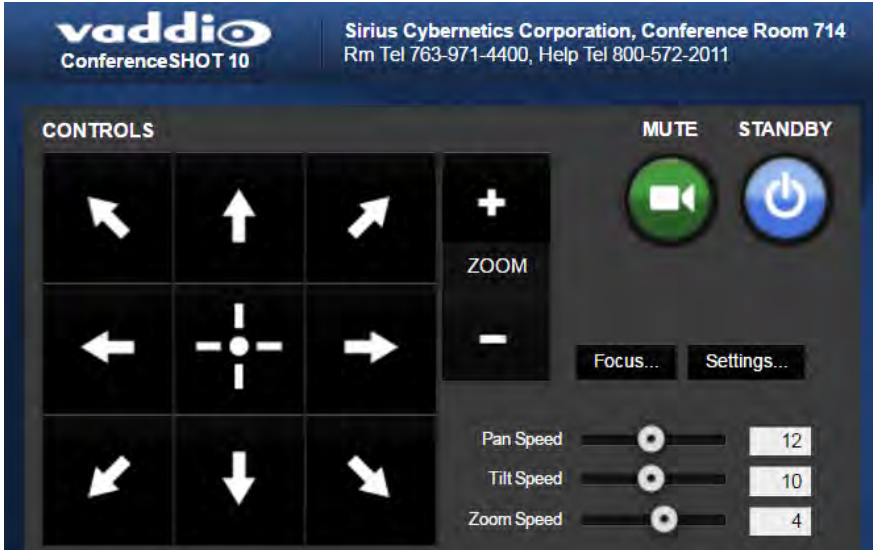 vaddio
ConferenceSHOT 10
Sirius Cybernetics Corporation, Conference Room 714
Rm Tel 763-971-4400, Help Tel 800-572-2011
CONTROLS
MUTE STANDBY
+
ZOOM
-
Focus... Settings...
Pan Speed 12
Tilt Speed 10
Zoom Speed 4